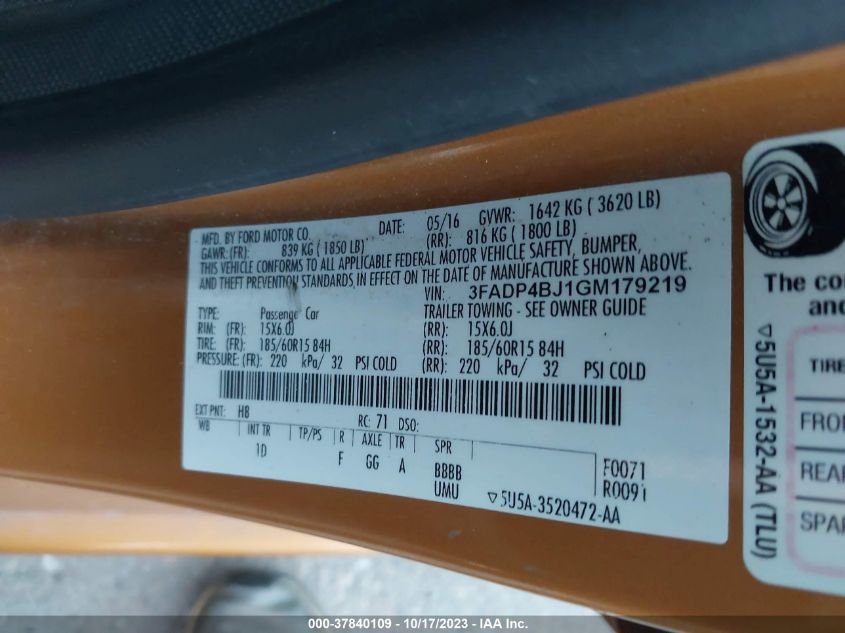 MFD. BY FORD MOTOR CO. DATE: 05/16 GVWR: 1642 KG ( 3620 LB)
GAWR: (FR): 839 KG ( 1850 LB) (RR): 816 KG ( 1800 LB)
THIS VEHICLE CONFORMS TO ALL APPLICABLE FEDERAL MOTOR VEHICLE SAFETY, BUMPER,
AND THEFT PREVENTION STANDARDS IN EFFECT ON THE DATE OF MANUFACTURE SHOWN ABOVE.
VIN: 3FADP4BJ1GM179219
TYPE: Passenger Car TRAILER TOWING - SEE OWNER GUIDE
RIM: (FR): 15X6.0J (RR): 15X6.0J
TIRE: (FR): 185/60R15 84H (RR): 185/60R15 84H
PRESSURE: (FR): 220 kPa/ 32 PSI COLD (RR): 220 kPa/ 32 PSI COLD
EXT PNT: H8 RC: 71 DSO:
WB INT TR TP/PS R AXLE TR SPR
1D F GG A BBBB F0071
UMU R0091
▽5U5A-3520472-AA
The co
and
TIRE
FRO
REA
SPA
▽5U5A-1532-AA (TLU)
000-37840109 - 10/17/2023 - IAA Inc.